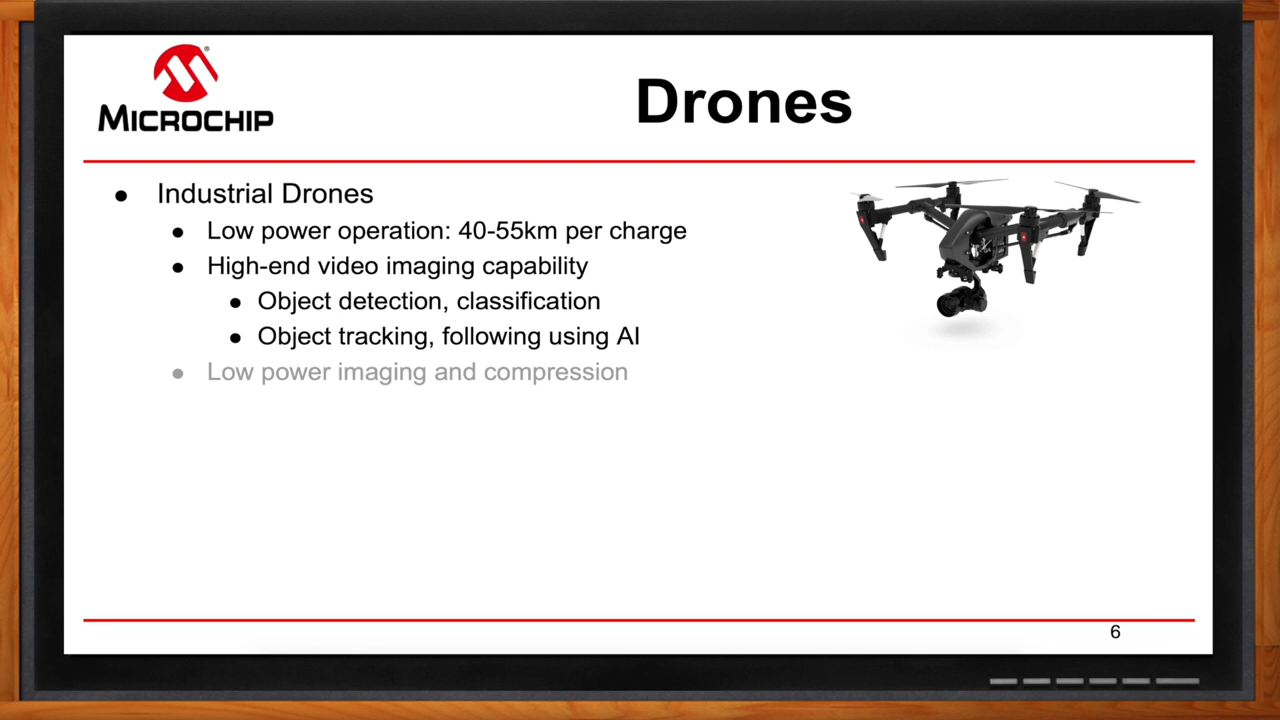 MICROCHIP
Drones
● Industrial Drones
● Low power operation: 40-55km per charge
● High-end video imaging capability
● Object detection, classification
● Object tracking, following using AI
● Low power imaging and compression
6